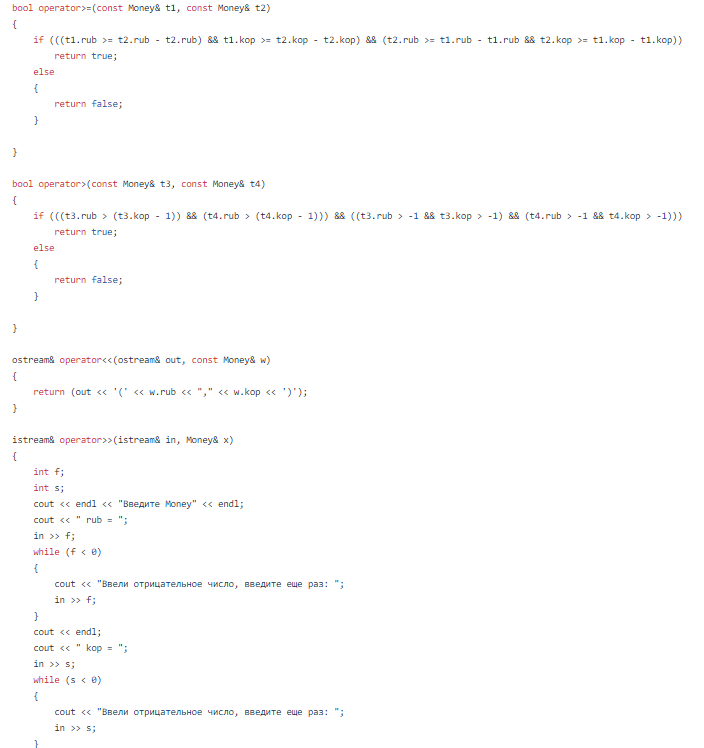 bool operator>=(const Money& t1, const Money& t2)
{
    if (((t1.rub >= t2.rub - t2.rub) && t1.kop >= t2.kop - t2.kop) && (t2.rub >= t1.rub - t1.rub && t2.kop >= t1.kop - t1.kop))
        return true;
    else
    {
        return false;
    }

}

bool operator>(const Money& t3, const Money& t4)
{
    if (((t3.rub > (t3.kop - 1)) && (t4.rub > (t4.kop - 1))) && ((t3.rub > -1 && t3.kop > -1) && (t4.rub > -1 && t4.kop > -1)))
        return true;
    else
    {
        return false;
    }

}

ostream& operator<<(ostream& out, const Money& w)
{
    return (out << '(' << w.rub << "," << w.kop << ')');
}

istream& operator>>(istream& in, Money& x)
{
    int f;
    int s;
    cout << endl << "Введите Money" << endl;
    cout << " rub = ";
    in >> f;
    while (f < 0)
    {
        cout << "Ввели отрицательное число, введите еще раз: ";
        in >> f;
    }
    cout << endl;
    cout << " kop = ";
    in >> s;
    while (s < 0)
    {
        cout << "Ввели отрицательное число, введите еще раз: ";
        in >> s;
    }